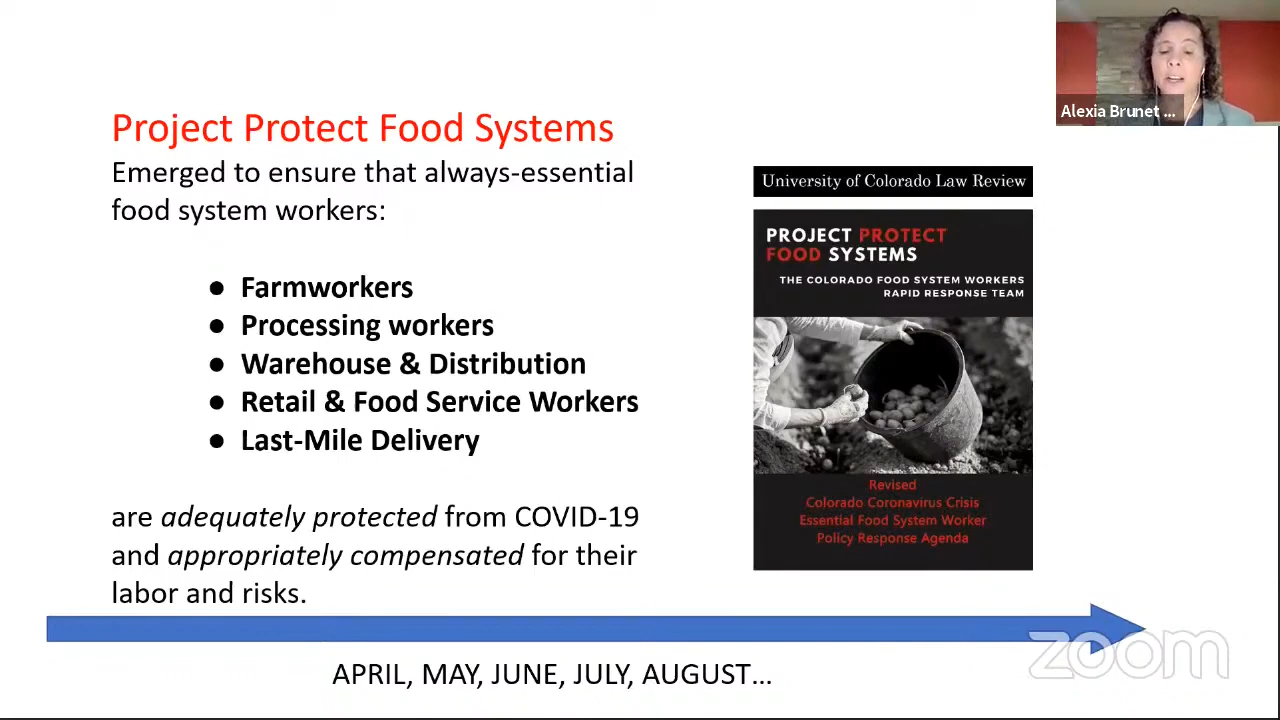 Alexia Brunet ...
Project Protect Food Systems
Emerged to ensure that always-essential
food system workers:
● Farmworkers
● Processing workers
● Warehouse & Distribution
● Retail & Food Service Workers
● Last-Mile Delivery
are adequately protected from COVID-19
and appropriately compensated for their
labor and risks.
University of Colorado Law Review
PROJECT PROTECT
FOOD SYSTEMS
THE COLORADO FOOD SYSTEM WORKERS
RAPID RESPONSE TEAM
Revised
Colorado Coronavirus Crisis
Essential Food System Worker
Policy Response Agenda
APRIL, MAY, JUNE, JULY, AUGUST...
zoom